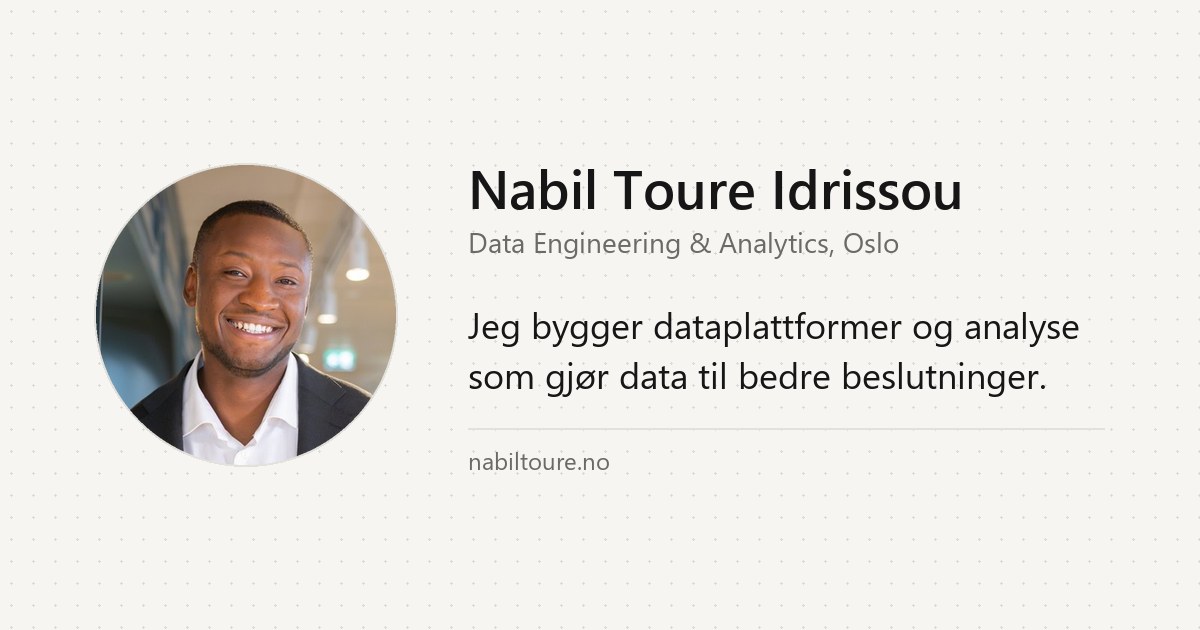 Nabil Toure Idrissou
Data Engineering & Analytics, Oslo
Jeg bygger dataplattformer og analyse
som gjør data til bedre beslutninger.
nabiltoure.no